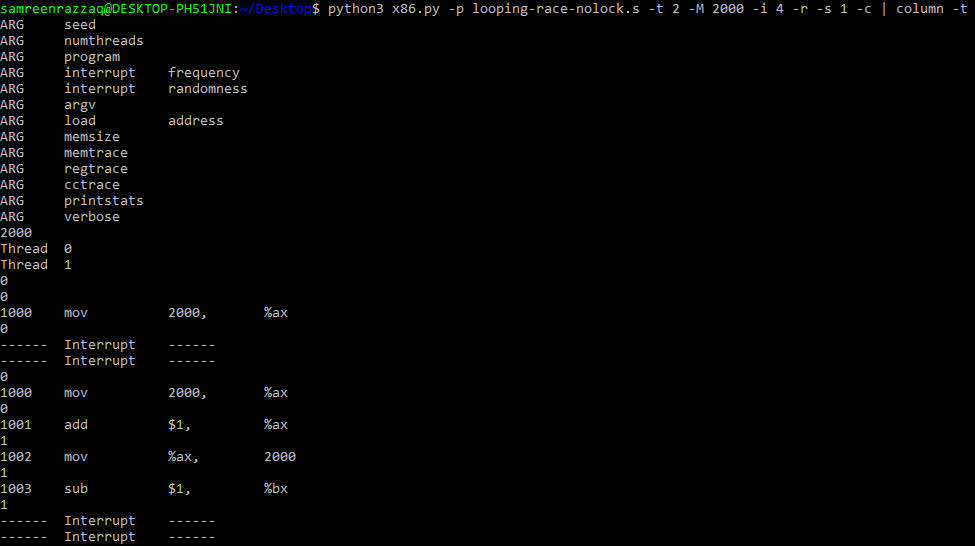 samreenrazzaq@DESKTOP-PH51JNI:~/Desktop$ python3 x86.py -p looping-race-nolock.s -t 2 -M 2000 -i 4 -r -s 1 -c | column -t
ARG seed
ARG numthreads
ARG program
ARG interrupt frequency
ARG interrupt randomness
ARG argv
ARG load address
ARG memsize
ARG memtrace
ARG regtrace
ARG cctrace
ARG printstats
ARG verbose
2000
Thread 0
Thread 1
0
0
1000 mov 2000, %ax
0
------ Interrupt ------
------ Interrupt ------
0
1000 mov 2000, %ax
0
1001 add $1, %ax
1
1002 mov %ax, 2000
1
1003 sub $1, %bx
1
------ Interrupt ------
------ Interrupt ------